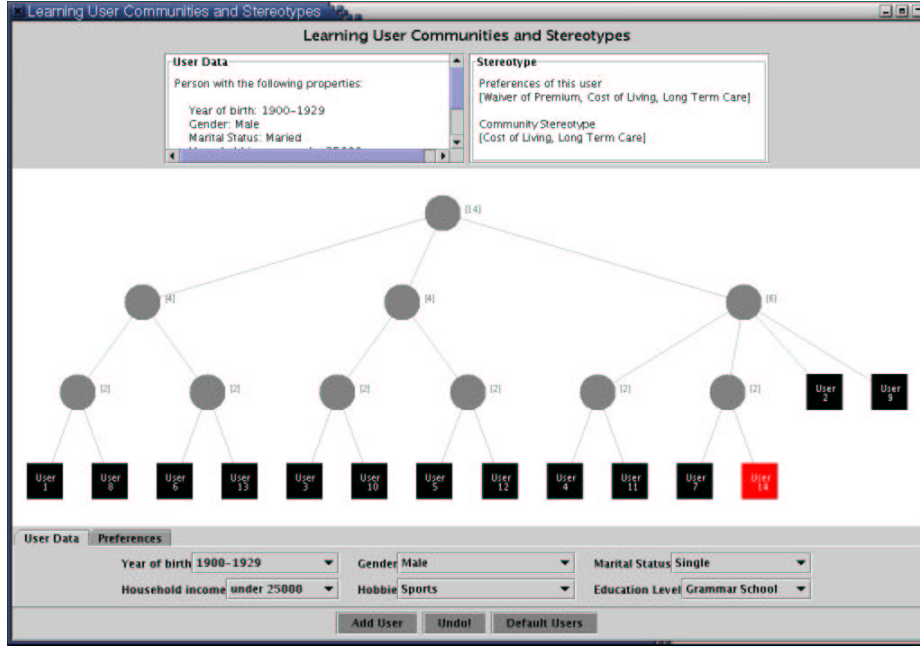 Learning User Communities and Stereotypes
Learning User Communities and Stereotypes
User Data
Person with the following properties:
Year of birth: 1900-1929
Gender: Male
Marital Status: Maried
Stereotype
Preferences of this user
[Waiver of Premium, Cost of Living, Long Term Care]
Community Stereotype
[Cost of Living, Long Term Care]
[14]
[4]
[4]
[6]
[2]
[2]
[2]
[2]
[2]
[2]
User
2
User
9
User
1
User
8
User
6
User
13
User
3
User
10
User
5
User
12
User
4
User
11
User
7
User
14
User Data
Preferences
Year of birth 1900-1929
Gender Male
Marital Status Single
Household income under 25000
Hobbie Sports
Education Level Grammar School
Add User
Undo!
Default Users